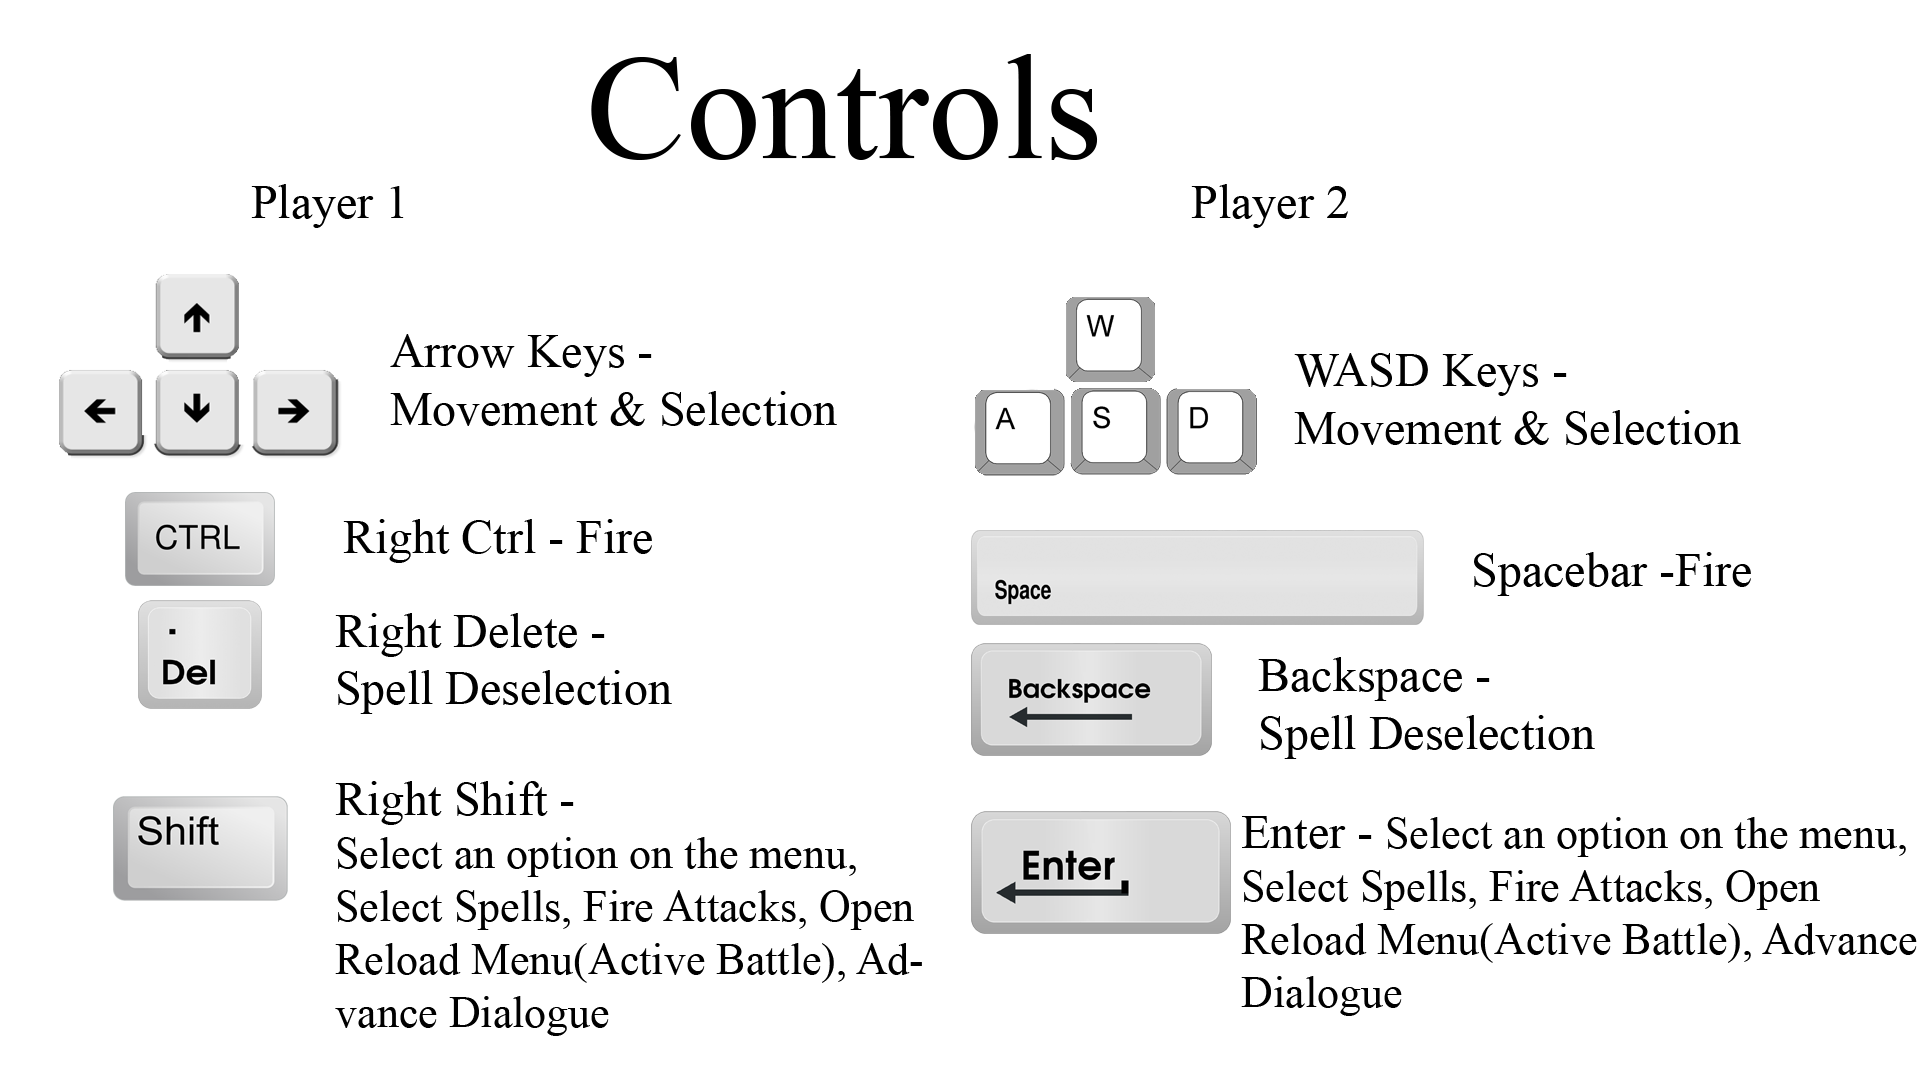 Controls
Player 1
Arrow Keys -
Movement & Selection
CTRL
Right Ctrl - Fire
.
Del
Right Delete -
Spell Deselection
Shift
Right Shift -
Select an option on the menu,
Select Spells, Fire Attacks, Open
Reload Menu(Active Battle), Ad-
vance Dialogue
Player 2
W
A S D
WASD Keys -
Movement & Selection
Space
Spacebar -Fire
Backspace
Backspace -
Spell Deselection
Enter
Enter - Select an option on the menu,
Select Spells, Fire Attacks, Open
Reload Menu(Active Battle), Advance
Dialogue